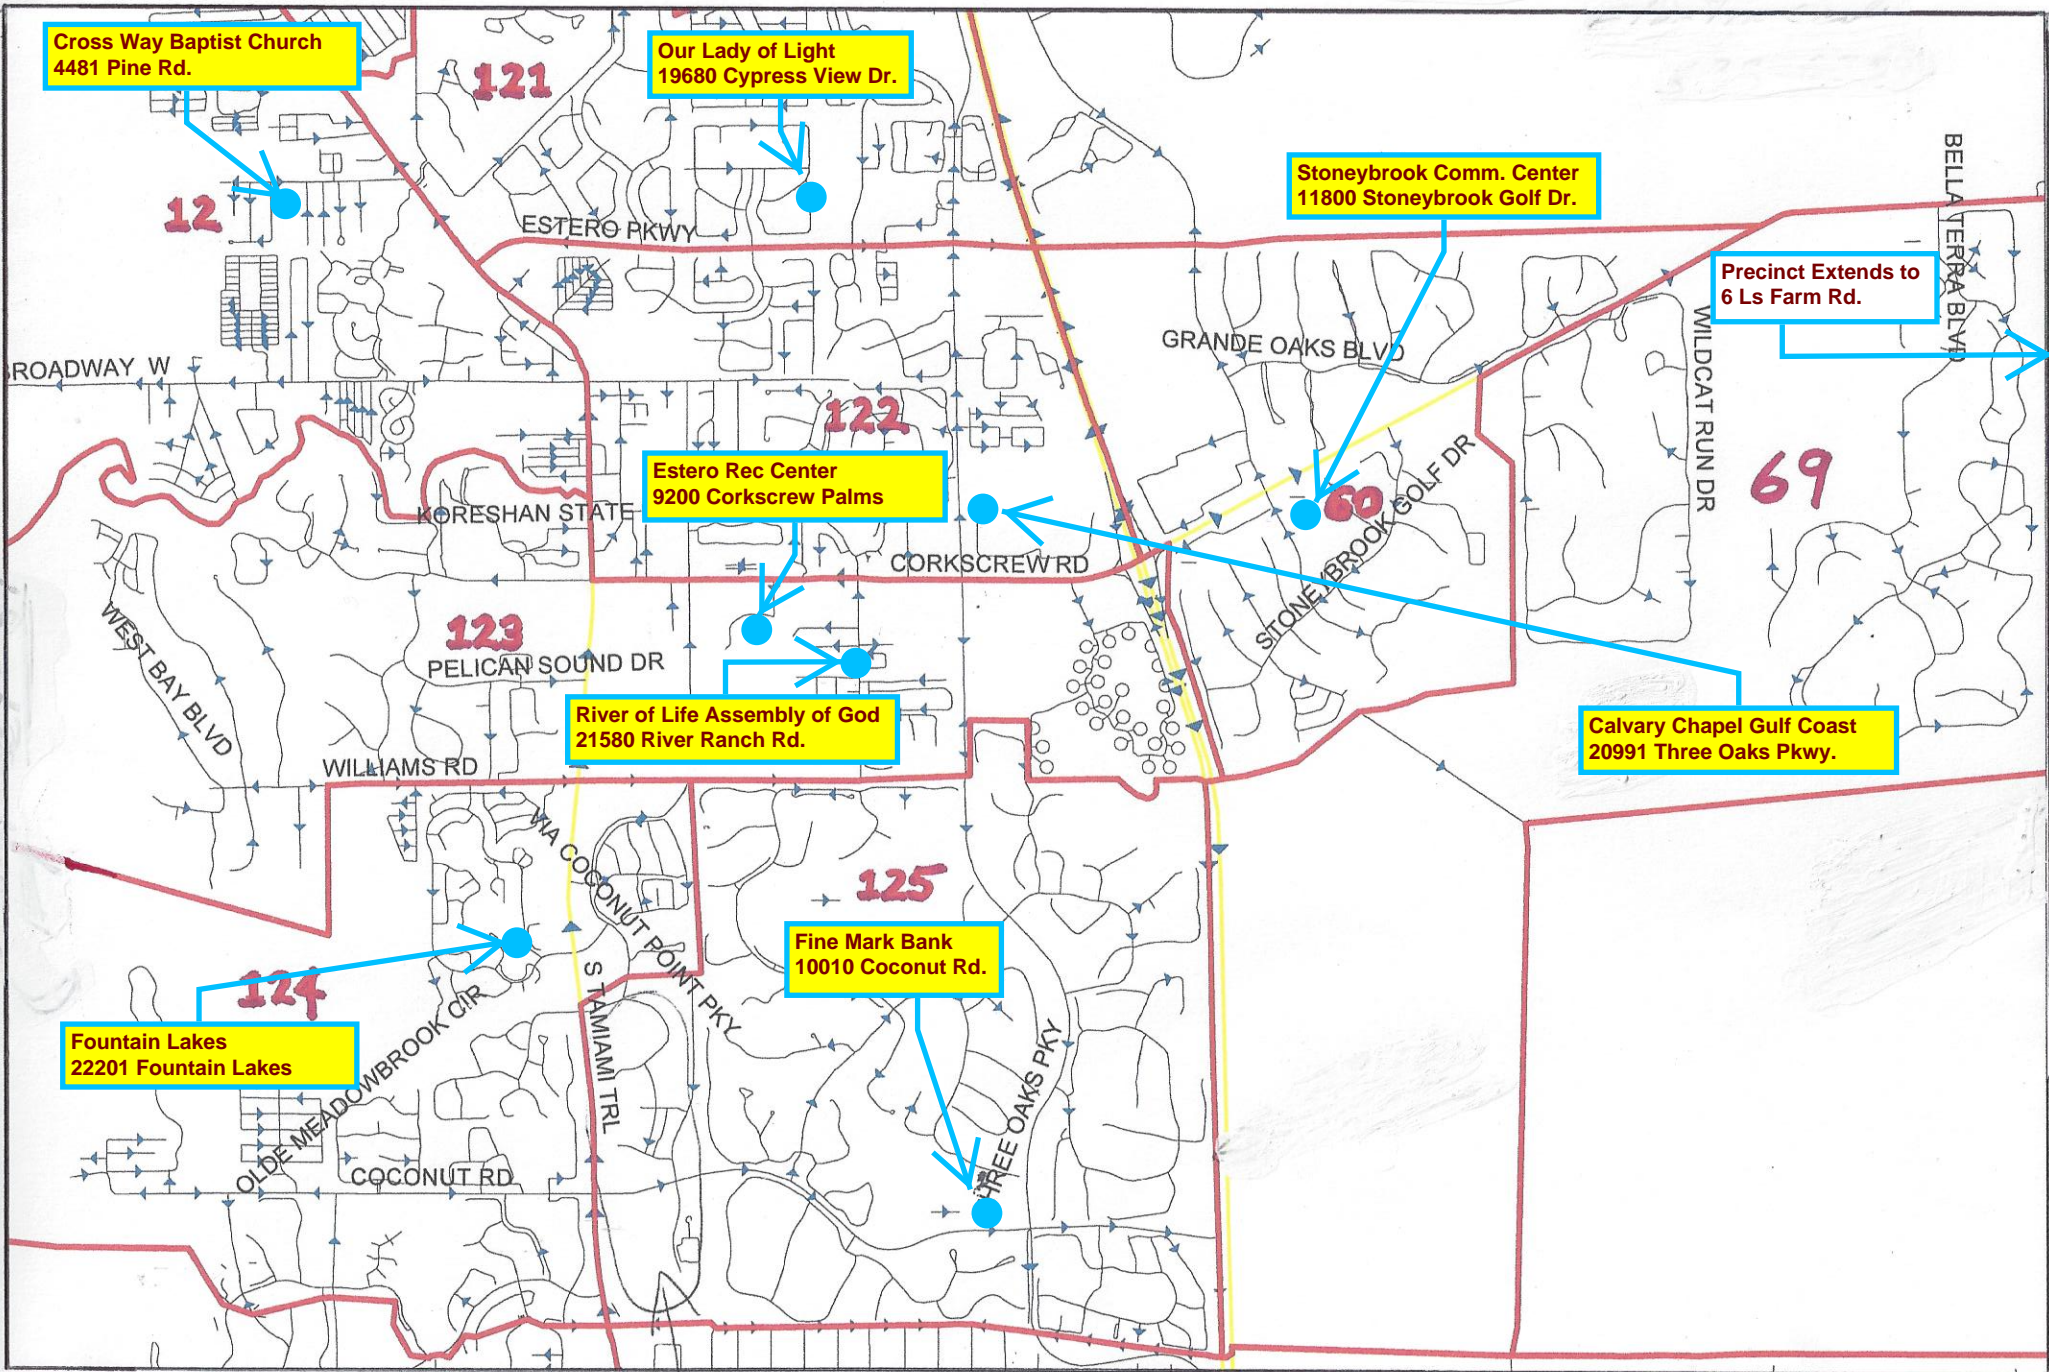 Cross Way Baptist Church
4481 Pine Rd.
121
Our Lady of Light
19680 Cypress View Dr.
12
ESTERO PKWY
Stoneybrook Comm. Center
11800 Stoneybrook Golf Dr.
BELLA TERRA BLVD
Precinct Extends to
6 Ls Farm Rd.
GRANDE OAKS BLVD
WILDCAT RUN DR
BROADWAY W
122
Estero Rec Center
9200 Corkscrew Palms
69
60
KORESHAN STATE
CORKSCREW RD
STONEYBROOK GOLF DR
WEST BAY BLVD
123
PELICAN SOUND DR
River of Life Assembly of God
21580 River Ranch Rd.
Calvary Chapel Gulf Coast
20991 Three Oaks Pkwy.
WILLIAMS RD
VIA COCONUT POINT PKY
125
Fine Mark Bank
10010 Coconut Rd.
124
S TAMIAMI TRL
Fountain Lakes
22201 Fountain Lakes
OLDE MEADOWBROOK CIR
THREE OAKS PKY
COCONUT RD